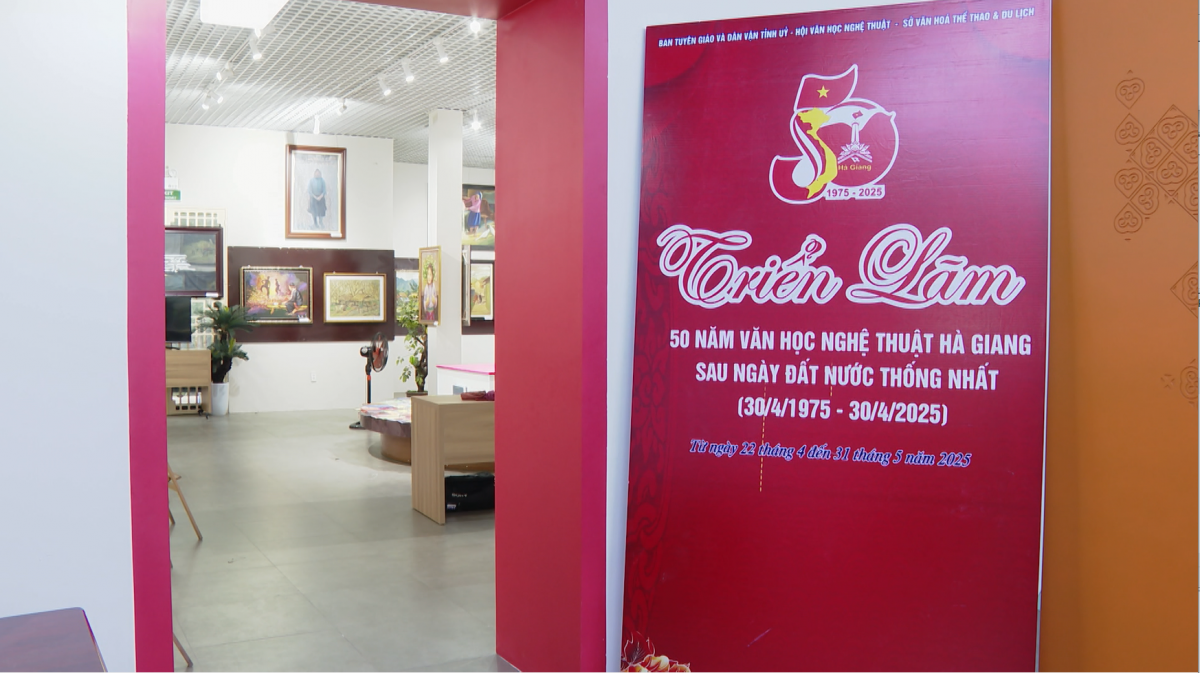 BAN TUYÊN GIÁO VÀ DÂN VẬN TỈNH UỶ - HỘI VĂN HỌC NGHỆ THUẬT - SỞ VĂN HOÁ THỂ THAO & DU LỊCH
50
Hà Giang
1975 - 2025
Triển Lãm
50 NĂM VĂN HỌC NGHỆ THUẬT HÀ GIANG
SAU NGÀY ĐẤT NƯỚC THỐNG NHẤT
(30/4/1975 - 30/4/2025)
Từ ngày 22 tháng 4 đến 31 tháng 5 năm 2025